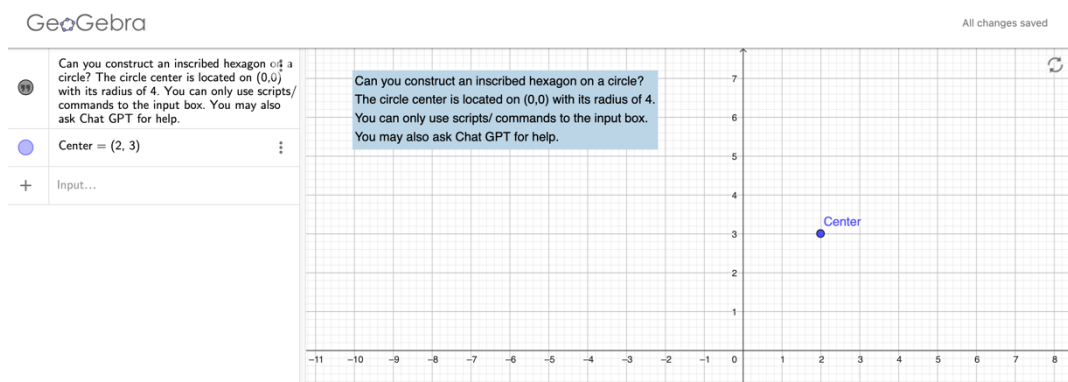 GeoGebra
All changes saved
Can you construct an inscribed hexagon on a
circle? The circle center is located on (0,0)
with its radius of 4. You can only use scripts/
commands to the input box. You may also
ask Chat GPT for help.
Center = (2, 3)
+ Input...
Can you construct an inscribed hexagon on a circle?
The circle center is located on (0,0) with its radius of 4.
You can only use scripts/ commands to the input box.
You may also ask Chat GPT for help.
7
6
5
4
Center
3
2
1
-11 -10 -9 -8 -7 -6 -5 -4 -3 -2 -1 0 1 2 3 4 5 6 7 8